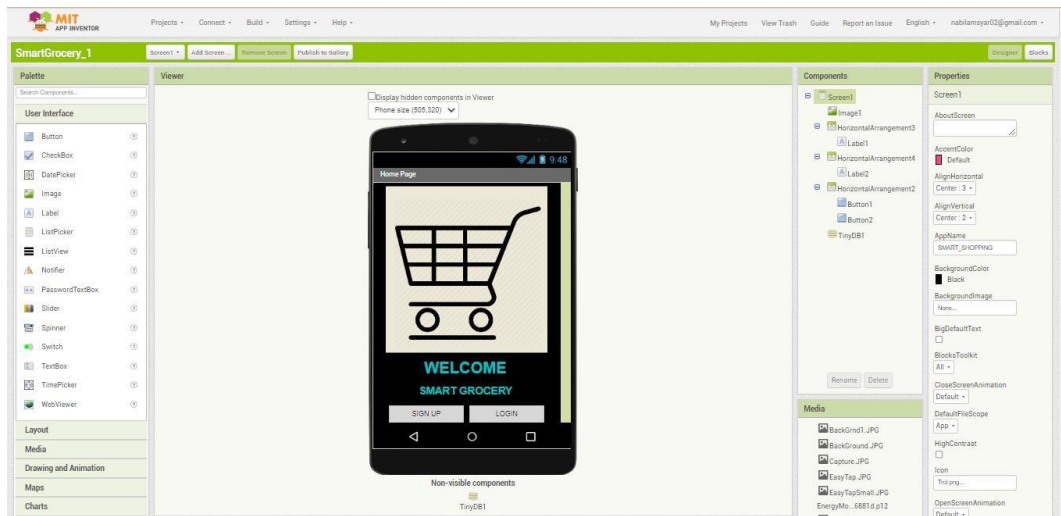 MIT
APP INVENTOR
Projects Connect Build Settings Help
My Projects View Trash Guide Report an Issue English nabilamsyar02@gmail.com
SmartGrocery_1
Screen1 Add Screen ... Remove Screen Publish to Gallery
Designer Blocks
Palette
Search Components...
User Interface
Button
CheckBox
DatePicker
Image
Label
ListPicker
ListView
Notifier
PasswordTextBox
Slider
Spinner
Switch
TextBox
TimePicker
WebViewer
Layout
Media
Drawing and Animation
Maps
Charts
Viewer
Display hidden components in Viewer
Phone size (505,320)
9:48
Home Page
WELCOME
SMART GROCERY
SIGN UP LOGIN
Non-visible components
TinyDB1
Components
Screen1
Image1
HorizontalArrangement3
Label1
HorizontalArrangement4
Label2
HorizontalArrangement2
Button1
Button2
TinyDB1
Rename Delete
Media
BackGrnd1.JPG
BackGround.JPG
Capture.JPG
EasyTap.JPG
EasyTapSmall.JPG
EnergyMo...6881d.p12
Properties
Screen1
AboutScreen
AccentColor
Default
AlignHorizontal
Center : 3
AlignVertical
Center : 2
AppName
SMART_SHOPPING
BackgroundColor
Black
BackgroundImage
None...
BigDefaultText
BlocksToolkit
All
CloseScreenAnimation
Default
DefaultFileScope
App
HighContrast
Icon
Trol.png...
OpenScreenAnimation
Default